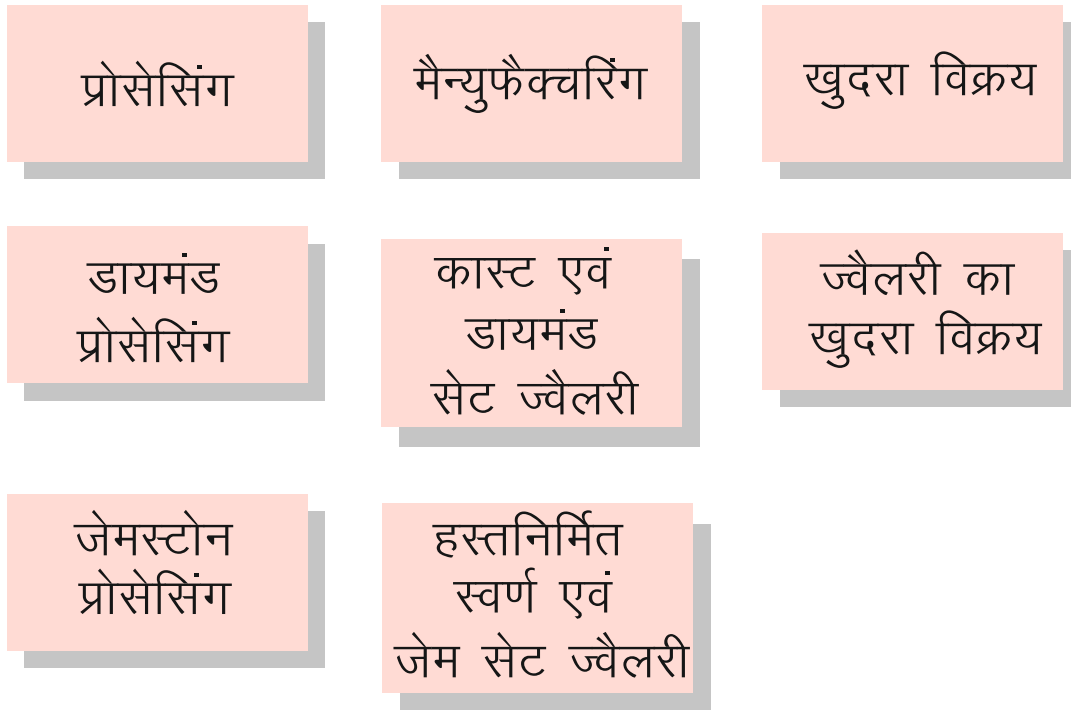 प्रोसेसिंग
मैन्युफैक्चरिंग
खुदरा विक्रय
डायमंड
प्रोसेसिंग
कास्ट एवं
डायमंड
सेट ज्वैलरी
ज्वैलरी का
खुदरा विक्रय
जेमस्टोन
प्रोसेसिंग
हस्तनिर्मित
स्वर्ण एवं
जेम सेट ज्वैलरी